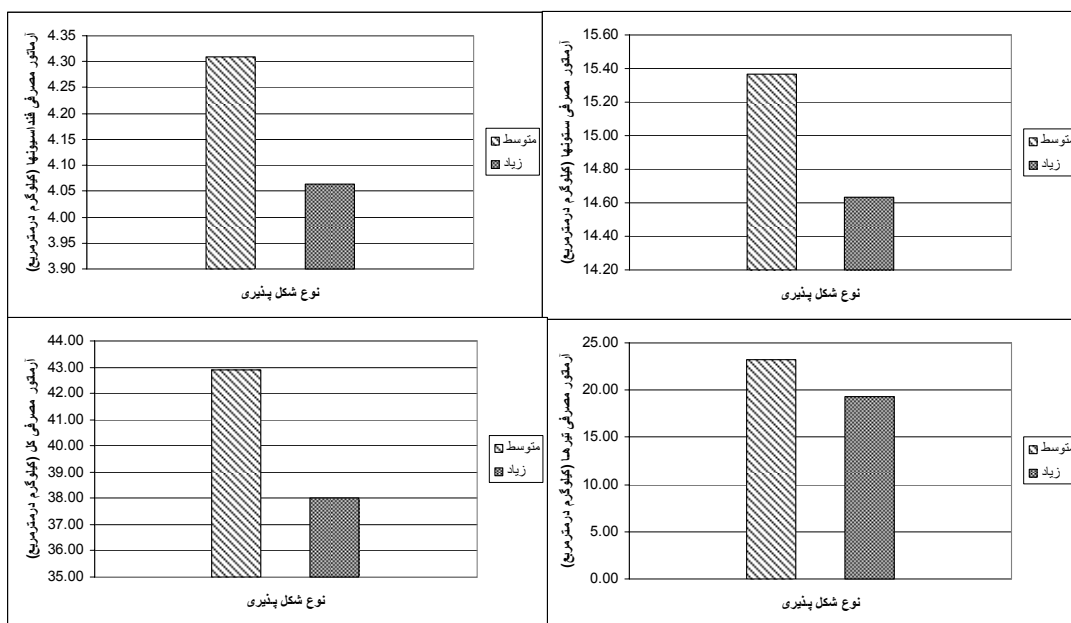 آرماتور مصرفی فنداسیونها (کیلوگرم درمترمربع)
4.35
4.30
4.25
4.20
4.15
4.10
4.05
4.00
3.95
3.90
متوسط
زیاد
نوع شکل پذیری
آرماتور مصرفی ستونها (کیلوگرم درمترمربع)
15.60
15.40
15.20
15.00
14.80
14.60
14.40
14.20
متوسط
زیاد
نوع شکل پذیری
آرماتور مصرفی کل (کیلوگرم درمترمربع)
44.00
43.00
42.00
41.00
40.00
39.00
38.00
37.00
36.00
35.00
متوسط
زیاد
نوع شکل پذیری
آرماتور مصرفی تیرها (کیلوگرم درمترمربع)
25.00
20.00
15.00
10.00
5.00
0.00
متوسط
زیاد
نوع شکل پذیری